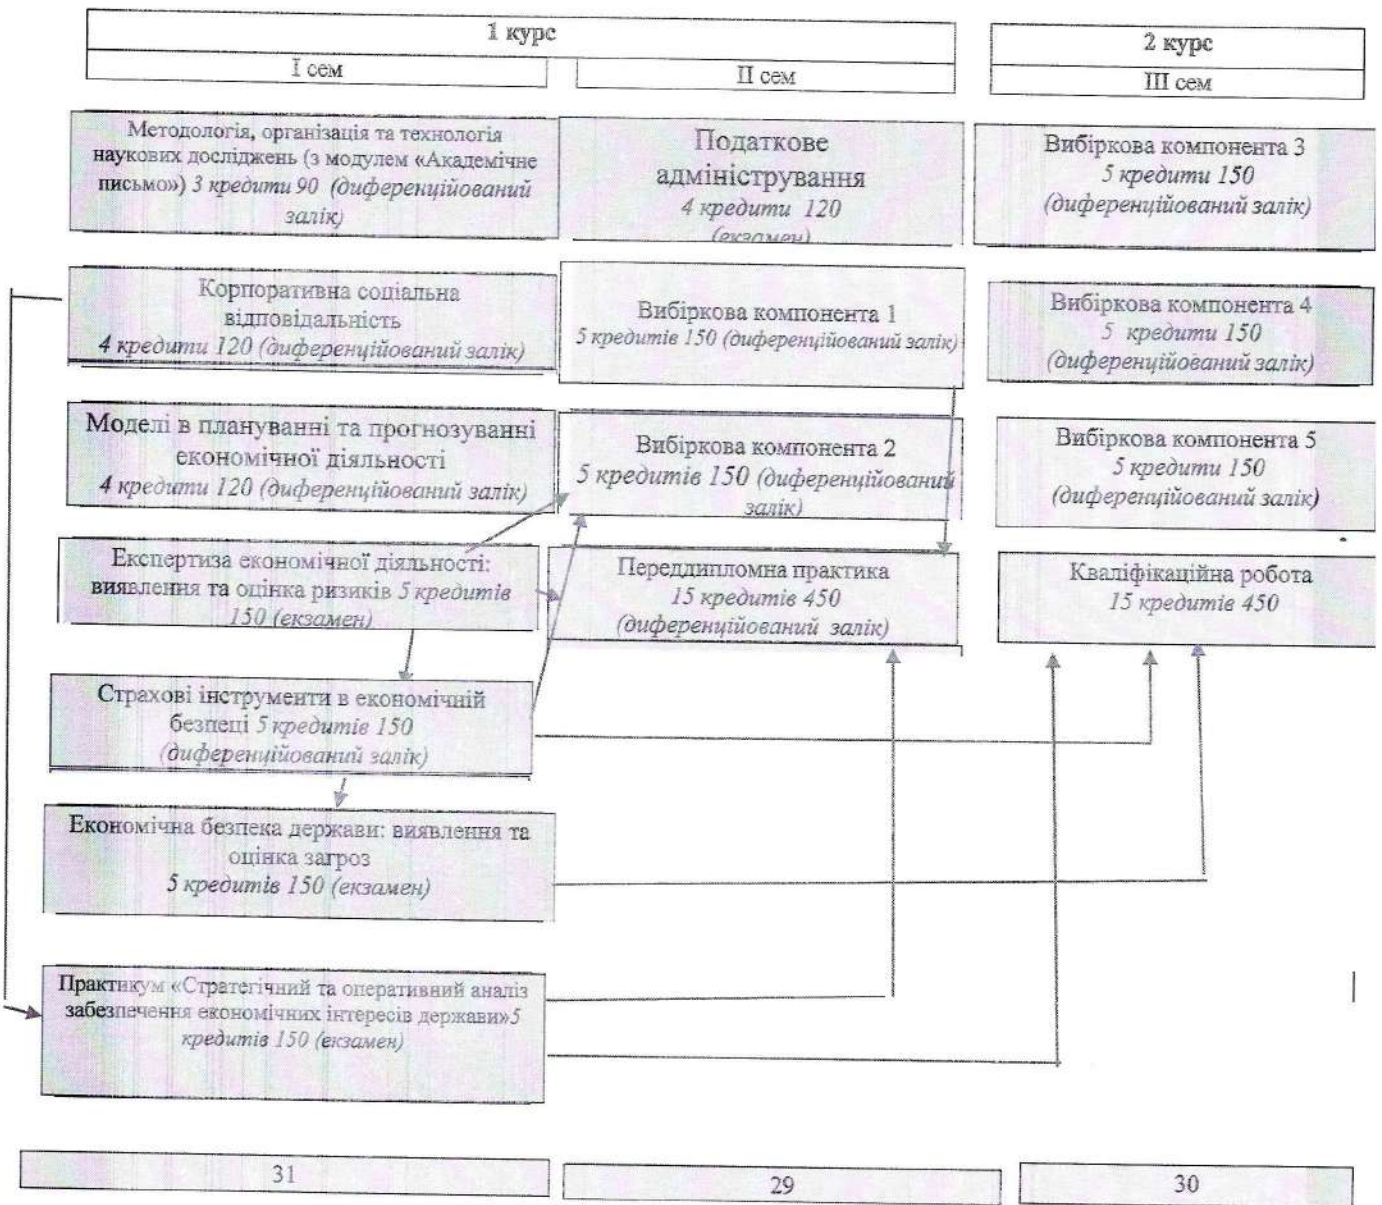 1 курс
І сем
ІІ сем
2 курс
ІІІ сем
Методологія, організація та технологія
наукових досліджень (з модулем «Академічне
письмо») 3 кредити 90 (диференційований
залік)
Корпоративна соціальна
відповідальність
4 кредити 120 (диференційований залік)
Моделі в плануванні та прогнозуванні
економічної діяльності
4 кредити 120 (диференційований залік)
Експертиза економічної діяльності:
виявлення та оцінка ризиків 5 кредитів
150 (екзамен)
Страхові інструменти в економічній
безпеці 5 кредитів 150
(диференційований залік)
Економічна безпека держави: виявлення та
оцінка загроз
5 кредитів 150 (екзамен)
Практикум «Стратегічний та оперативний аналіз
забезпечення економічних інтересів держави»5
кредитів 150 (екзамен)
31
Податкове
адміністрування
4 кредити 120
(екзамен)
Вибіркова компонента 1
5 кредитів 150 (диференційований залік)
Вибіркова компонента 2
5 кредитів 150 (диференційований
залік)
Переддипломна практика
15 кредитів 450
(диференційований залік)
29
Вибіркова компонента 3
5 кредити 150
(диференційований залік)
Вибіркова компонента 4
5 кредити 150
(диференційований залік)
Вибіркова компонента 5
5 кредити 150
(диференційований залік)
Кваліфікаційна робота
15 кредитів 450
30